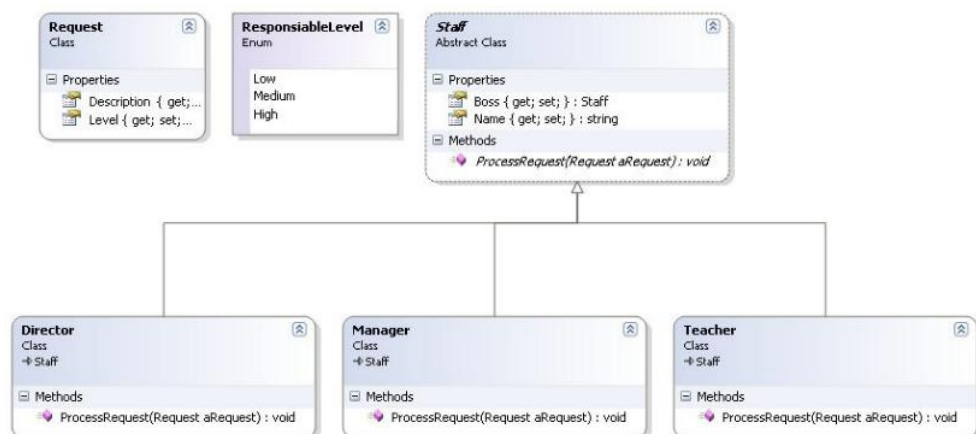 Request
Class
Properties
Description { get;...
Level { get; set;...
ResponsiableLevel
Enum
Low
Medium
High
Staff
Abstract Class
Properties
Boss { get; set; } : Staff
Name { get; set; } : string
Methods
ProcessRequest(Request aRequest) : void
Director
Class
Staff
Methods
ProcessRequest(Request aRequest) : void
Manager
Class
Staff
Methods
ProcessRequest(Request aRequest) : void
Teacher
Class
Staff
Methods
ProcessRequest(Request aRequest) : void